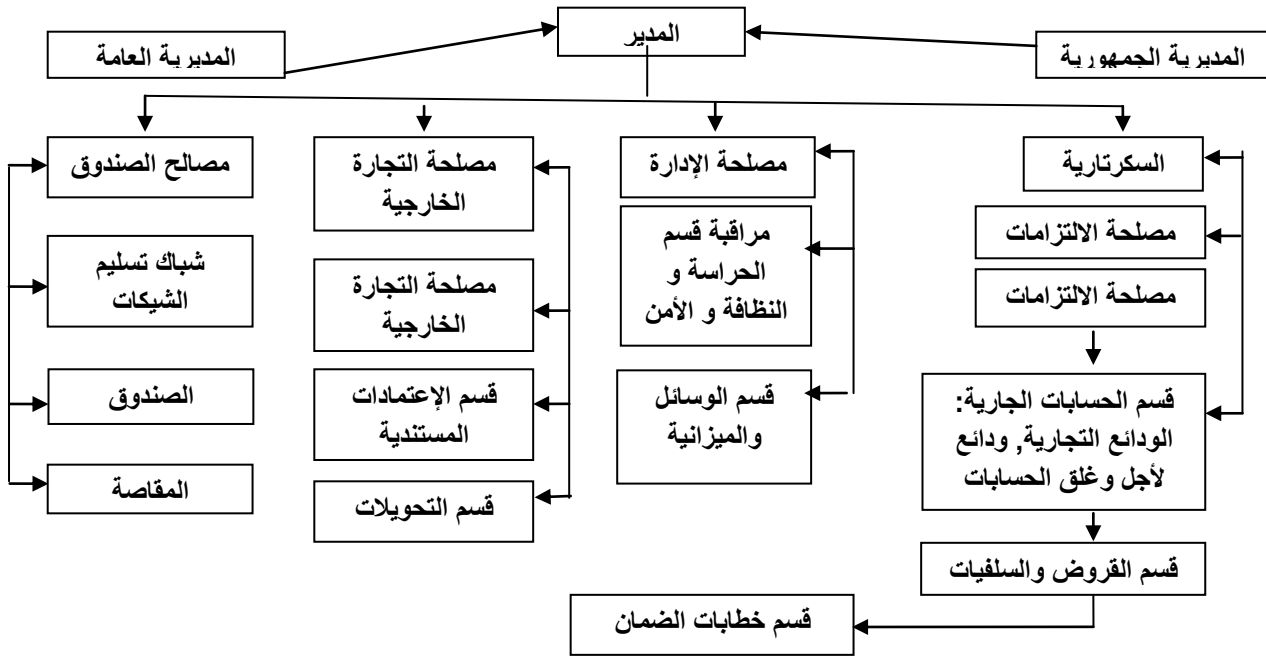 المدير
المديرية الجمهورية
المديرية العامة
السكرتارية
مصلحة الالتزامات
مصلحة الالتزامات
قسم الحسابات الجارية:
الودائع التجارية, ودائع
لأجل وغلق الحسابات
قسم القروض والسلفيات
قسم خطابات الضمان
مصلحة الإدارة
مراقبة قسم
الحراسة و
النظافة و الأمن
قسم الوسائل
والميزانية
مصلحة التجارة
الخارجية
مصلحة التجارة
الخارجية
قسم الإعتمادات
المستندية
قسم التحويلات
مصالح الصندوق
شباك تسليم
الشيكات
الصندوق
المقاصة